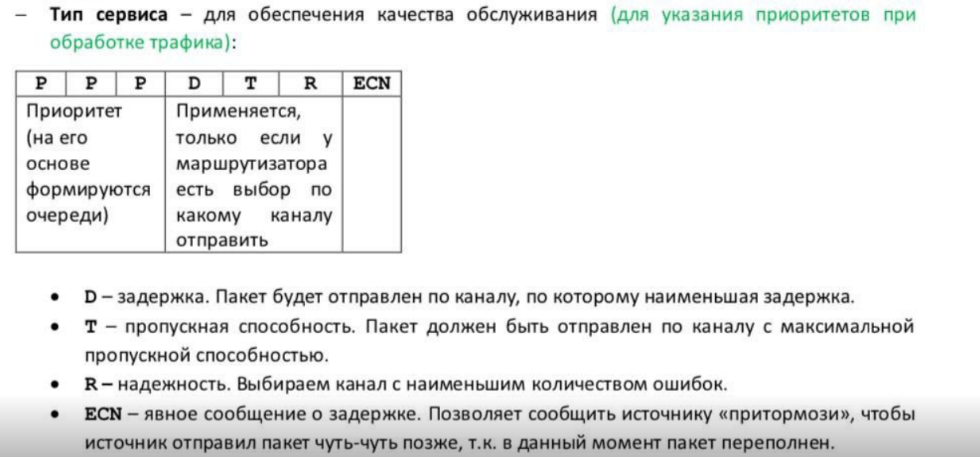 – Тип сервиса – для обеспечения качества обслуживания (для указания приоритетов при
обработке трафика):
P P P D T R ECN
Приоритет
(на его
основе
формируются
очереди)
Применяется,
только если у
маршрутизатора
есть выбор по
какому каналу
отправить
• D – задержка. Пакет будет отправлен по каналу, по которому наименьшая задержка.
• T – пропускная способность. Пакет должен быть отправлен по каналу с максимальной
пропускной способностью.
• R – надежность. Выбираем канал с наименьшим количеством ошибок.
• ECN – явное сообщение о задержке. Позволяет сообщить источнику «притормози», чтобы
источник отправил пакет чуть-чуть позже, т.к. в данный момент пакет переполнен.